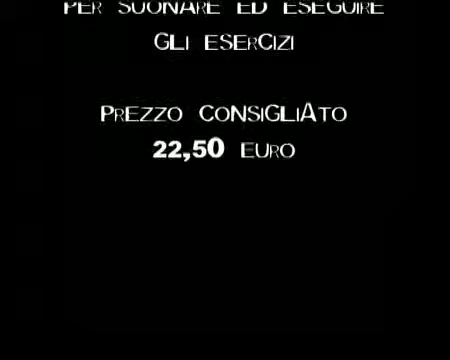 PER SUONARE ED ESEGUIRE
GLI ESERCIZI
PREZZO CONSIGLIATO
22,50 EURO